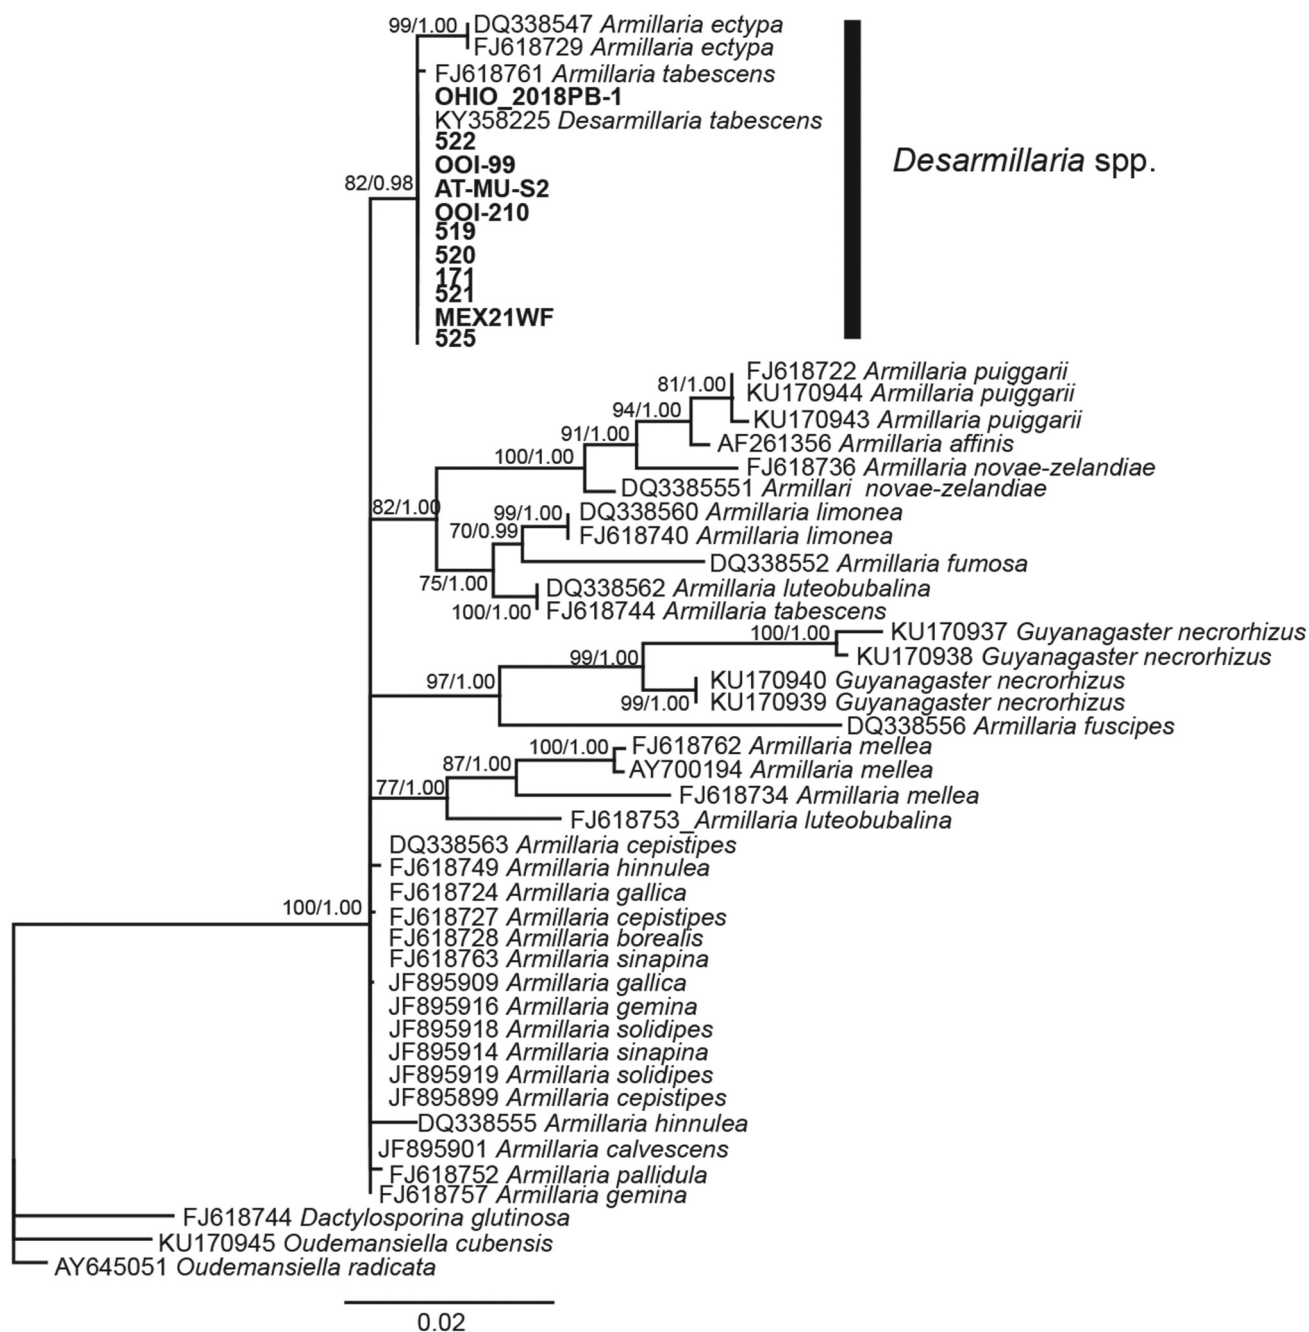 99/1.00
DQ338547 Armillaria ectypa
FJ618729 Armillaria ectypa
FJ618761 Armillaria tabescens
OHIO_2018PB-1
KY358225 Desarmillaria tabescens
522
OOI-99
Desarmillaria spp.
82/0.98
AT-MU-S2
OOI-210
519
520
171
521
MEX21WF
525
FJ618722 Armillaria puiggarii
81/1.00
KU170944 Armillaria puiggarii
94/1.00
KU170943 Armillaria puiggarii
91/1.00
AF261356 Armillaria affinis
100/1.00
FJ618736 Armillaria novae-zelandiae
DQ3385551 Armillari novae-zelandiae
82/1.00
99/1.00
DQ338560 Armillaria limonea
70/0.99
FJ618740 Armillaria limonea
DQ338552 Armillaria fumosa
75/1.00
DQ338562 Armillaria luteobubalina
100/1.00
FJ618744 Armillaria tabescens
100/1.00
KU170937 Guyanagaster necrorhizus
99/1.00
KU170938 Guyanagaster necrorhizus
97/1.00
KU170940 Guyanagaster necrorhizus
99/1.00
KU170939 Guyanagaster necrorhizus
DQ338556 Armillaria fuscipes
100/1.00
FJ618762 Armillaria mellea
87/1.00
AY700194 Armillaria mellea
77/1.00
FJ618734 Armillaria mellea
FJ618753_Armillaria luteobubalina
DQ338563 Armillaria cepistipes
FJ618749 Armillaria hinnulea
FJ618724 Armillaria gallica
100/1.00
FJ618727 Armillaria cepistipes
FJ618728 Armillaria borealis
FJ618763 Armillaria sinapina
JF895909 Armillaria gallica
JF895916 Armillaria gemina
JF895918 Armillaria solidipes
JF895914 Armillaria sinapina
JF895919 Armillaria solidipes
JF895899 Armillaria cepistipes
DQ338555 Armillaria hinnulea
JF895901 Armillaria calvescens
FJ618752 Armillaria pallidula
FJ618757 Armillaria gemina
FJ618744 Dactylosporina glutinosa
KU170945 Oudemansiella cubensis
AY645051 Oudemansiella radicata
0.02